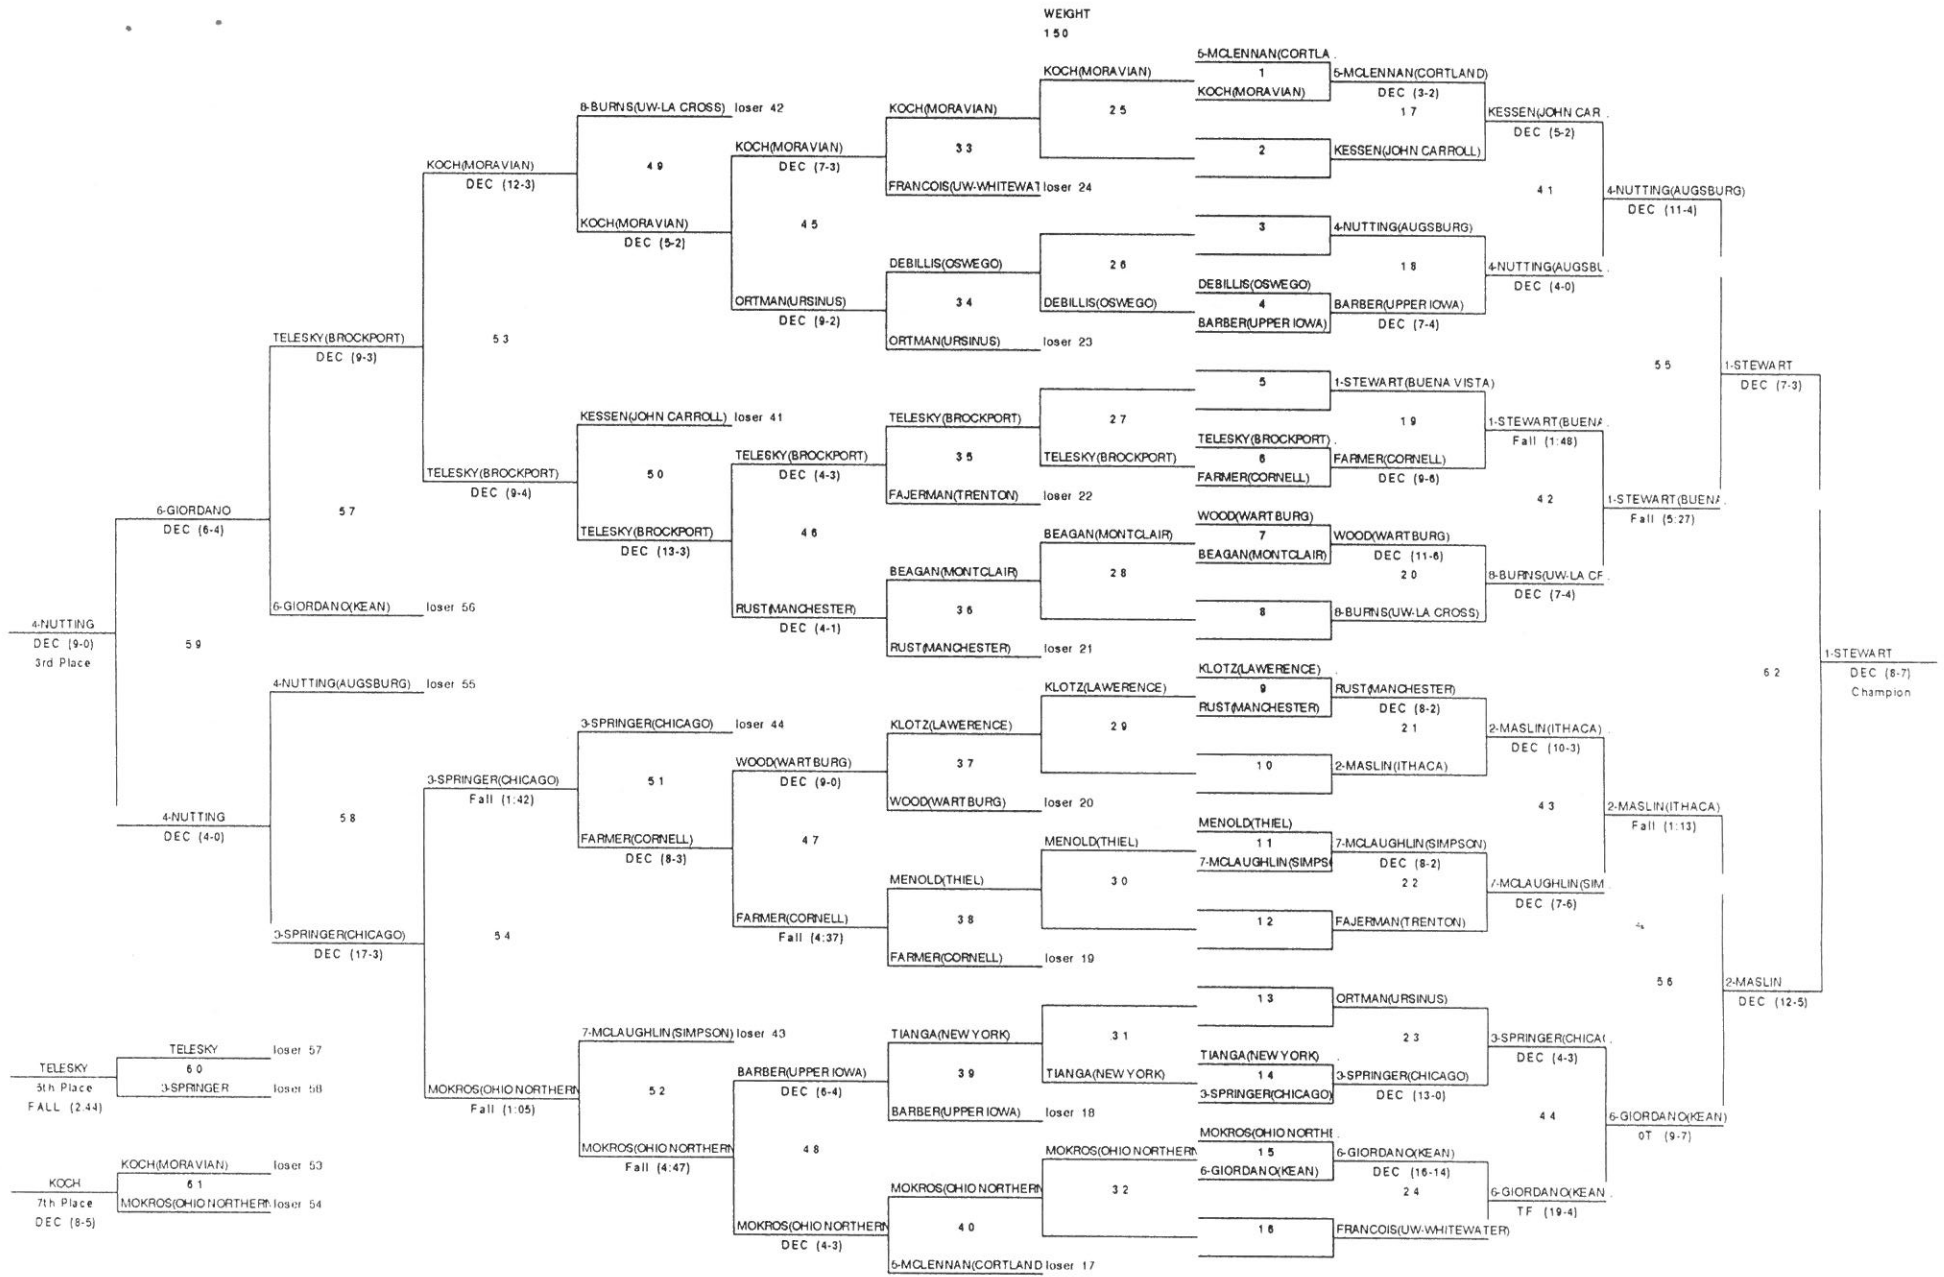 WEIGHT
150
5-MCLENNAN(CORTLA .
1
KOCH(MORAVIAN)
2
3
DEBILLIS(OSWEGO)
4
BARBER(UPPER IOWA)
5
TELESKY(BROCKPORT) .
6
FARMER(CORNELL)
WOOD(WARTBURG)
7
BEAGAN(MONTCLAIR)
8
KLOTZ(LAWERENCE)
9
RUST(MANCHESTER)
10
MENOLD(THIEL)
11
7-MCLAUGHLIN(SIMPS
12
13
TIANGA(NEW YORK)
14
3-SPRINGER(CHICAGO)
MOKROS(OHIO NORTHE .
15
6-GIORDANO(KEAN)
16
5-MCLENNAN(CORTLAND)
DEC (3-2)
17
KESSEN(JOHN CARROLL)
4-NUTTING(AUGSBURG)
18
BARBER(UPPER IOWA)
DEC (7-4)
1-STEWART(BUENA VISTA)
19
FARMER(CORNELL)
DEC (9-6)
WOOD(WARTBURG)
DEC (11-6)
20
8-BURNS(UW-LA CROSS)
RUST(MANCHESTER)
DEC (8-2)
21
2-MASLIN(ITHACA)
7-MCLAUGHLIN(SIMPSON)
DEC (8-2)
22
FAJERMAN(TRENTON)
ORTMAN(URSINUS)
23
3-SPRINGER(CHICAGO)
DEC (13-0)
6-GIORDANO(KEAN)
DEC (16-14)
24
FRANCOIS(UW-WHITEWATER)
KESSEN(JOHN CAR .
DEC (5-2)
41
4-NUTTING(AUGSBU .
DEC (4-0)
1-STEWART(BUENA .
Fall (1:48)
42
8-BURNS(UW-LA CF .
DEC (7-4)
2-MASLIN(ITHACA) .
DEC (10-3)
43
7-MCLAUGHLIN(SIM .
DEC (7-6)
3-SPRINGER(CHICA( .
DEC (4-3)
44
6-GIORDANO(KEAN .
TF (19-4)
4-NUTTING(AUGSBURG)
DEC (11-4)
55
1-STEWART(BUENA .
Fall (5:27)
2-MASLIN(ITHACA)
Fall (1:13)
56
6-GIORDANO(KEAN)
OT (9-7)
1-STEWART
DEC (7-3)
62
2-MASLIN
DEC (12-5)
1-STEWART
DEC (8-7)
Champion
KOCH(MORAVIAN)
25
26
DEBILLIS(OSWEGO)
27
TELESKY(BROCKPORT)
BEAGAN(MONTCLAIR)
28
KLOTZ(LAWERENCE)
29
MENOLD(THIEL)
30
31
TIANGA(NEW YORK)
MOKROS(OHIO NORTHERN
32
KOCH(MORAVIAN)
33
FRANCOIS(UW-WHITEWAT loser 24
DEBILLIS(OSWEGO)
34
ORTMAN(URSINUS) loser 23
TELESKY(BROCKPORT)
35
FAJERMAN(TRENTON) loser 22
BEAGAN(MONTCLAIR)
36
RUST(MANCHESTER) loser 21
KLOTZ(LAWERENCE)
37
WOOD(WARTBURG) loser 20
MENOLD(THIEL)
38
FARMER(CORNELL) loser 19
TIANGA(NEW YORK)
39
BARBER(UPPER IOWA) loser 18
MOKROS(OHIO NORTHERN
40
5-MCLENNAN(CORTLAND loser 17
KOCH(MORAVIAN)
DEC (7-3)
45
ORTMAN(URSINUS)
DEC (9-2)
TELESKY(BROCKPORT)
DEC (4-3)
46
RUST(MANCHESTER)
DEC (4-1)
WOOD(WARTBURG)
DEC (9-0)
47
FARMER(CORNELL)
Fall (4:37)
BARBER(UPPER IOWA)
DEC (6-4)
48
MOKROS(OHIO NORTHERN
DEC (4-3)
8-BURNS(UW-LA CROSS) loser 42
49
KOCH(MORAVIAN)
DEC (5-2)
KESSEN(JOHN CARROLL) loser 41
50
TELESKY(BROCKPORT)
DEC (13-3)
3-SPRINGER(CHICAGO) loser 44
51
FARMER(CORNELL)
DEC (8-3)
7-MCLAUGHLIN(SIMPSON) loser 43
52
MOKROS(OHIO NORTHERN
Fall (4:47)
KOCH(MORAVIAN)
DEC (12-3)
53
TELESKY(BROCKPORT)
DEC (9-4)
3-SPRINGER(CHICAGO)
Fall (1:42)
54
MOKROS(OHIO NORTHERN
Fall (1:05)
TELESKY(BROCKPORT)
DEC (9-3)
57
6-GIORDANO(KEAN) loser 56
4-NUTTING(AUGSBURG) loser 55
58
3-SPRINGER(CHICAGO)
DEC (17-3)
6-GIORDANO
DEC (6-4)
59
4-NUTTING
DEC (4-0)
4-NUTTING
DEC (9-0)
3rd Place
TELESKY loser 57
60
3-SPRINGER loser 58
TELESKY
5th Place
FALL (2.44)
KOCH(MORAVIAN) loser 53
61
MOKROS(OHIO NORTHERN loser 54
KOCH
7th Place
DEC (8-5)